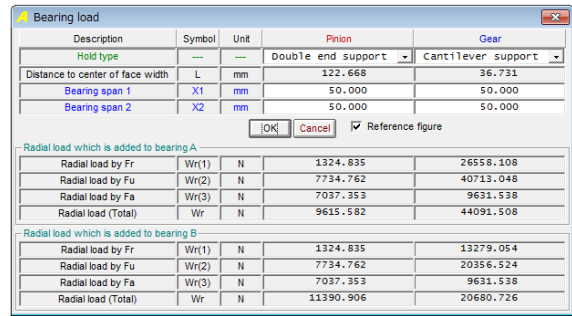 Bearing load
Description Symbol Unit Pinion Gear
Hold type --- --- Double end support Cantilever support
Distance to center of face width L mm 122.668 36.731
Bearing span 1 X1 mm 50.000 50.000
Bearing span 2 X2 mm 50.000 50.000
OK Cancel Reference figure
Radial load which is added to bearing A
Radial load by Fr Wr(1) N 1324.835 26558.108
Radial load by Fu Wr(2) N 7734.762 40713.048
Radial load by Fa Wr(3) N 7037.353 9631.538
Radial load (Total) Wr N 9615.582 44091.508
Radial load which is added to bearing B
Radial load by Fr Wr(1) N 1324.835 13279.054
Radial load by Fu Wr(2) N 7734.762 20356.524
Radial load by Fa Wr(3) N 7037.353 9631.538
Radial load (Total) Wr N 11390.906 20680.726